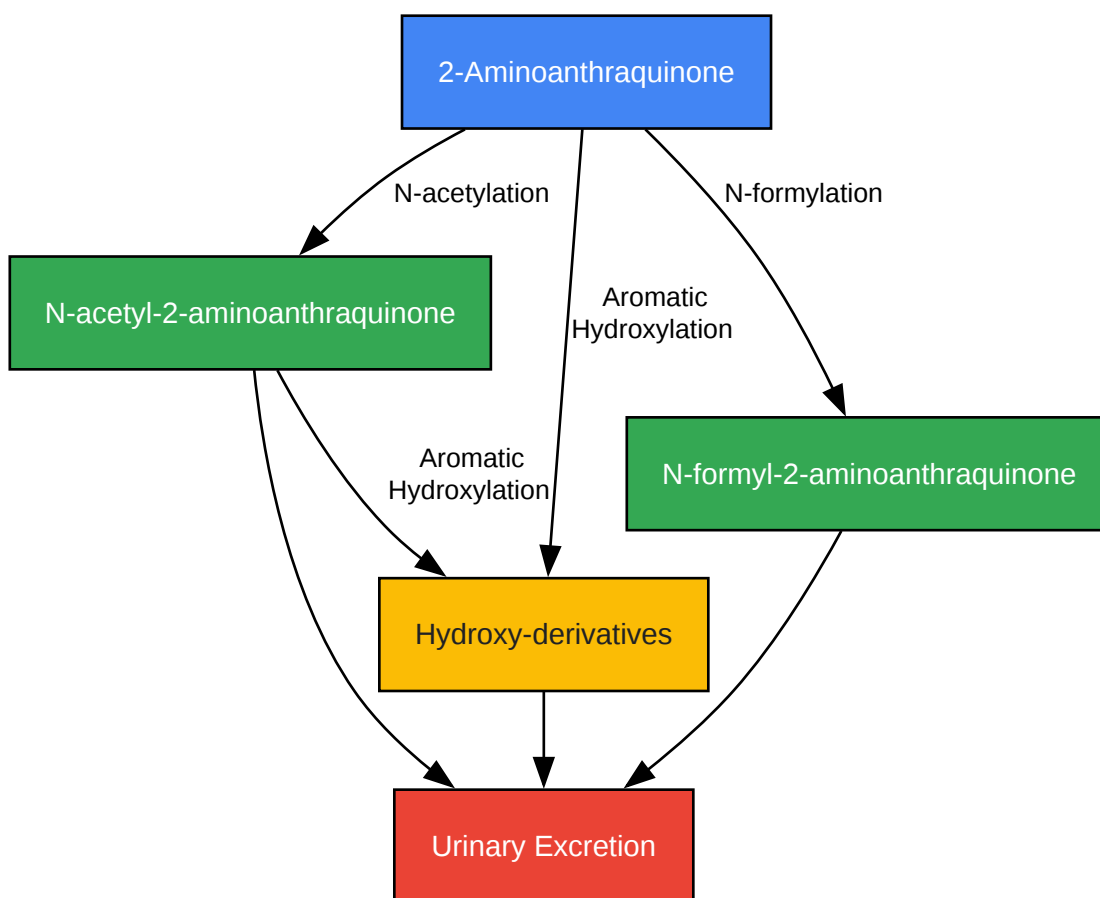 2-Aminoanthraquinone
N-acetylation
N-formylation
N-acetyl-2-aminoanthraquinone
Aromatic
Hydroxylation
N-formyl-2-aminoanthraquinone
Aromatic
Hydroxylation
Hydroxy-derivatives
Urinary Excretion